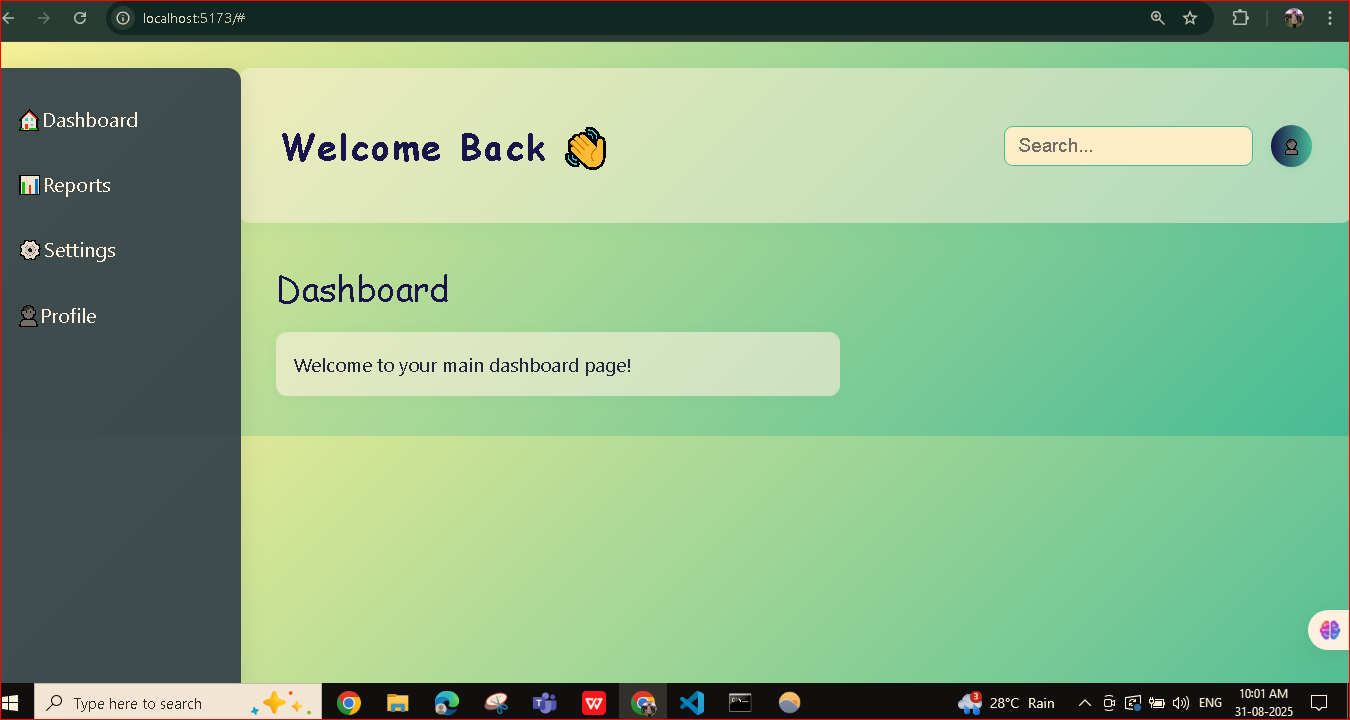 localhost:5173/#
Dashboard
Reports
Settings
Profile
Welcome Back 👋
Search...
Dashboard
Welcome to your main dashboard page!
Type here to search
W
3
28°C Rain
ENG
10:01 AM
31-08-2025